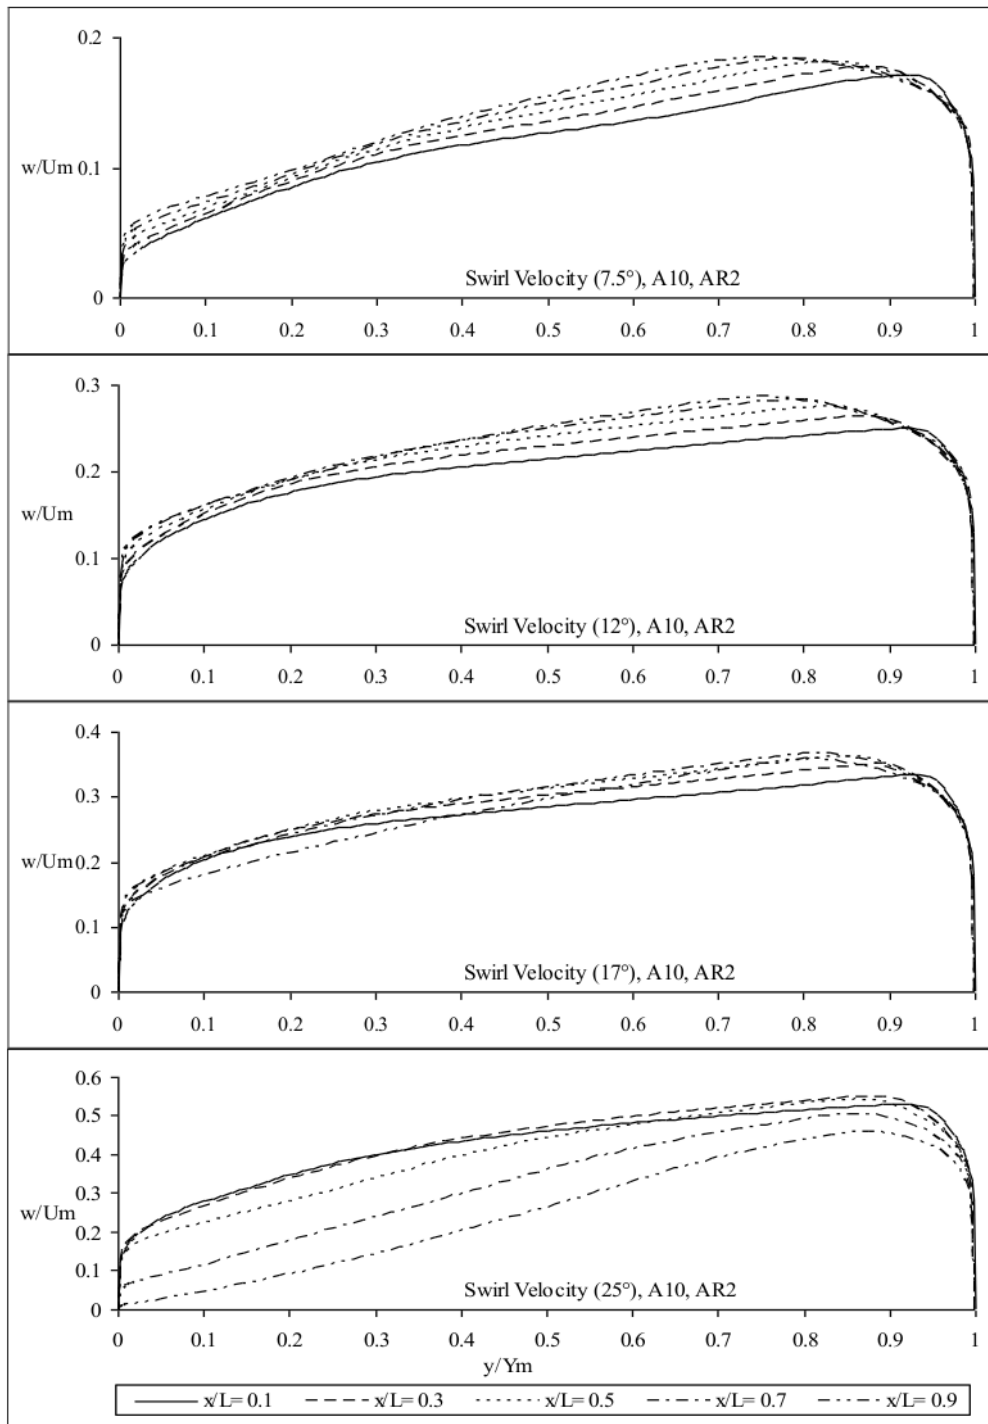 0.2
w/Um 0.1
0
Swirl Velocity (7.5°), A10, AR2
0 0.1 0.2 0.3 0.4 0.5 0.6 0.7 0.8 0.9 1
0.3
0.2
w/Um
0.1
Swirl Velocity (12°), A10, AR2
0
0 0.1 0.2 0.3 0.4 0.5 0.6 0.7 0.8 0.9 1
0.4
0.3
w/Um 0.2
0.1
Swirl Velocity (17°), A10, AR2
0
0 0.1 0.2 0.3 0.4 0.5 0.6 0.7 0.8 0.9 1
0.6
0.5
0.4
0.3
w/Um
0.2
0.1
Swirl Velocity (25°), A10, AR2
0
0 0.1 0.2 0.3 0.4 0.5 0.6 0.7 0.8 0.9 1
y/Ym
x/L= 0.1 x/L= 0.3 x/L= 0.5 x/L= 0.7 x/L= 0.9